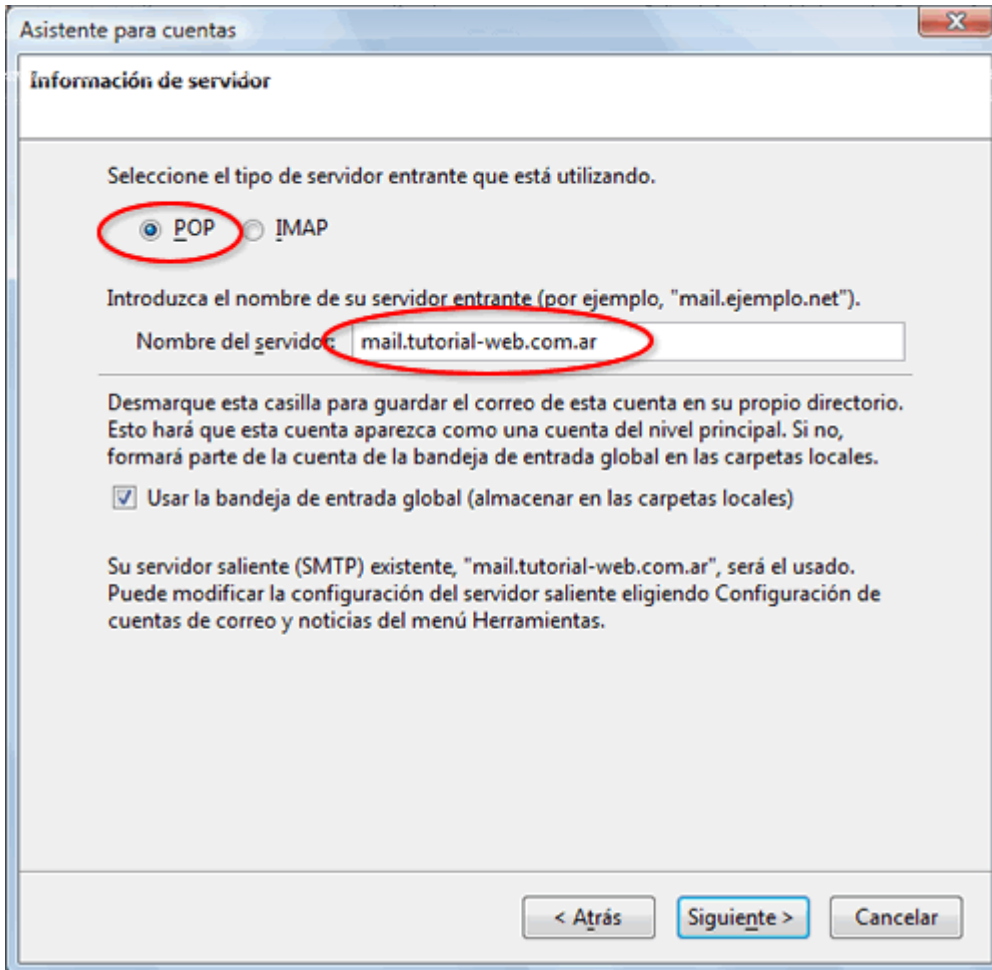 Asistente para cuentas
Información de servidor
Seleccione el tipo de servidor entrante que está utilizando.
POP IMAP
Introduzca el nombre de su servidor entrante (por ejemplo, "mail.ejemplo.net").
Nombre del servidor: mail.tutorial-web.com.ar
Desmarque esta casilla para guardar el correo de esta cuenta en su propio directorio.
Esto hará que esta cuenta aparezca como una cuenta del nivel principal. Si no,
formará parte de la cuenta de la bandeja de entrada global en las carpetas locales.
Usar la bandeja de entrada global (almacenar en las carpetas locales)
Su servidor saliente (SMTP) existente, "mail.tutorial-web.com.ar", será el usado.
Puede modificar la configuración del servidor saliente eligiendo Configuración de
cuentas de correo y noticias del menú Herramientas.
< Atrás Siguiente > Cancelar